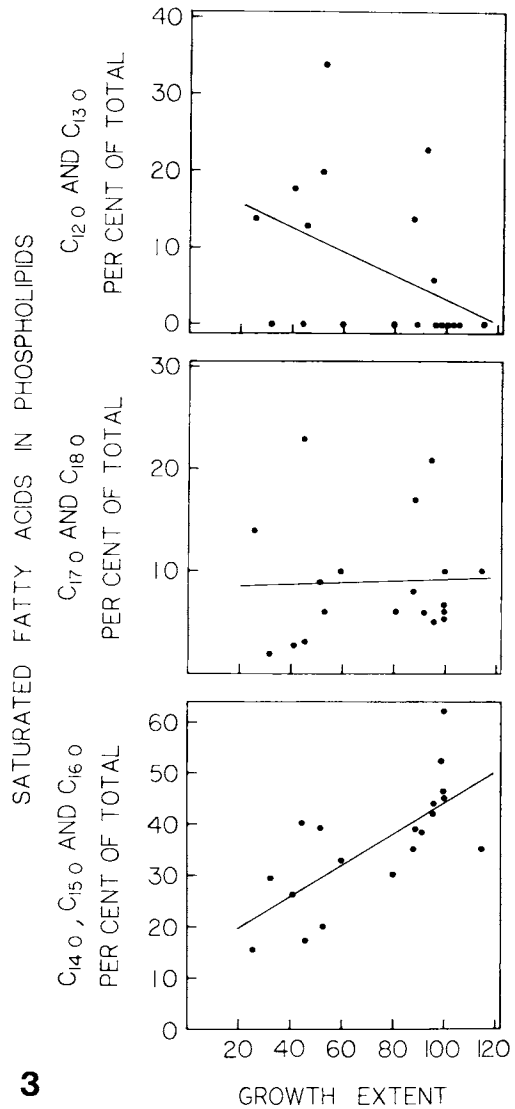 SATURATED FATTY ACIDS IN PHOSPHOLIPIDS
C12 0 AND C13 0
PER CENT OF TOTAL
40
30
20
10
0
C17 0 AND C18 0
PER CENT OF TOTAL
30
20
10
C14 0, C15 0 AND C16 0
PER CENT OF TOTAL
60
50
40
30
20
10
0
20 40 60 80 100 120
GROWTH EXTENT
3